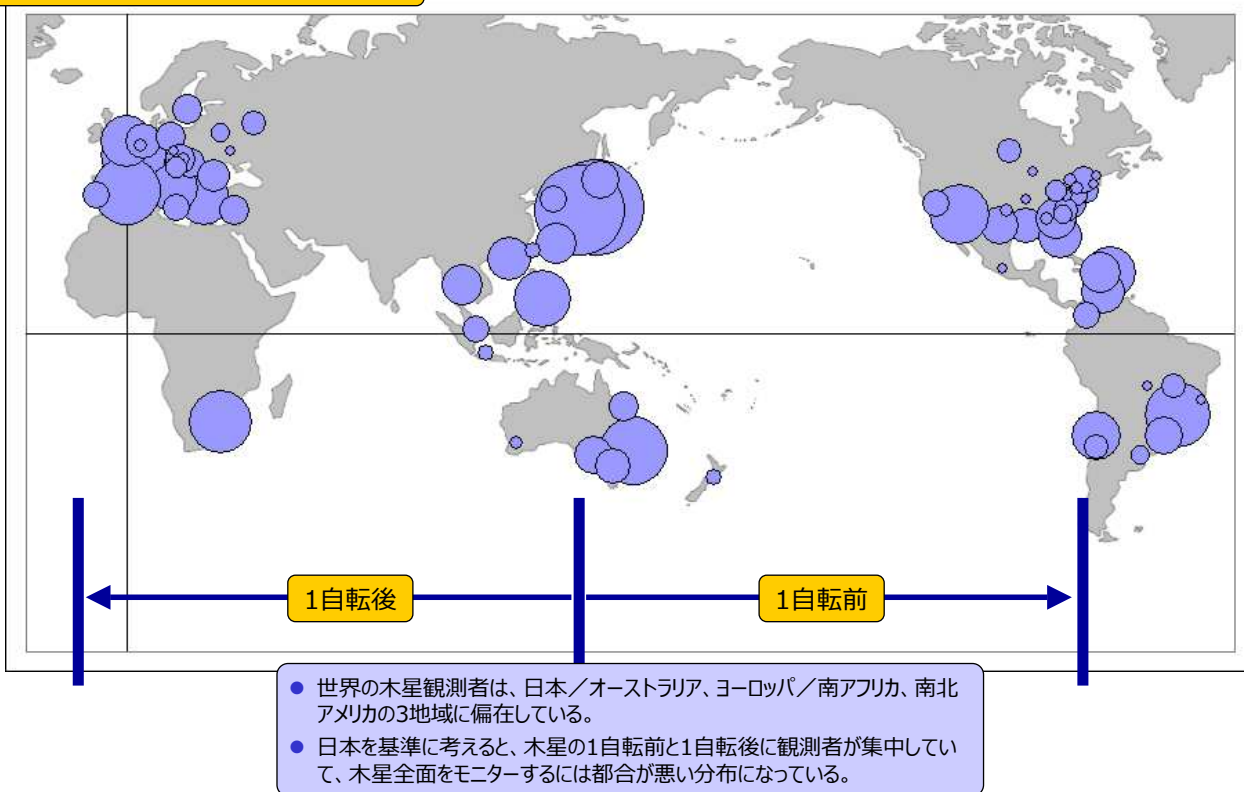 1自転後
1自転前
● 世界の木星観測者は、日本／オーストラリア、ヨーロッパ／南アフリカ、南北
アメリカの3地域に偏在している。
● 日本を基準に考えると、木星の1自転前と1自転後に観測者が集中してい
て、木星全面をモニターするには都合が悪い分布になっている。